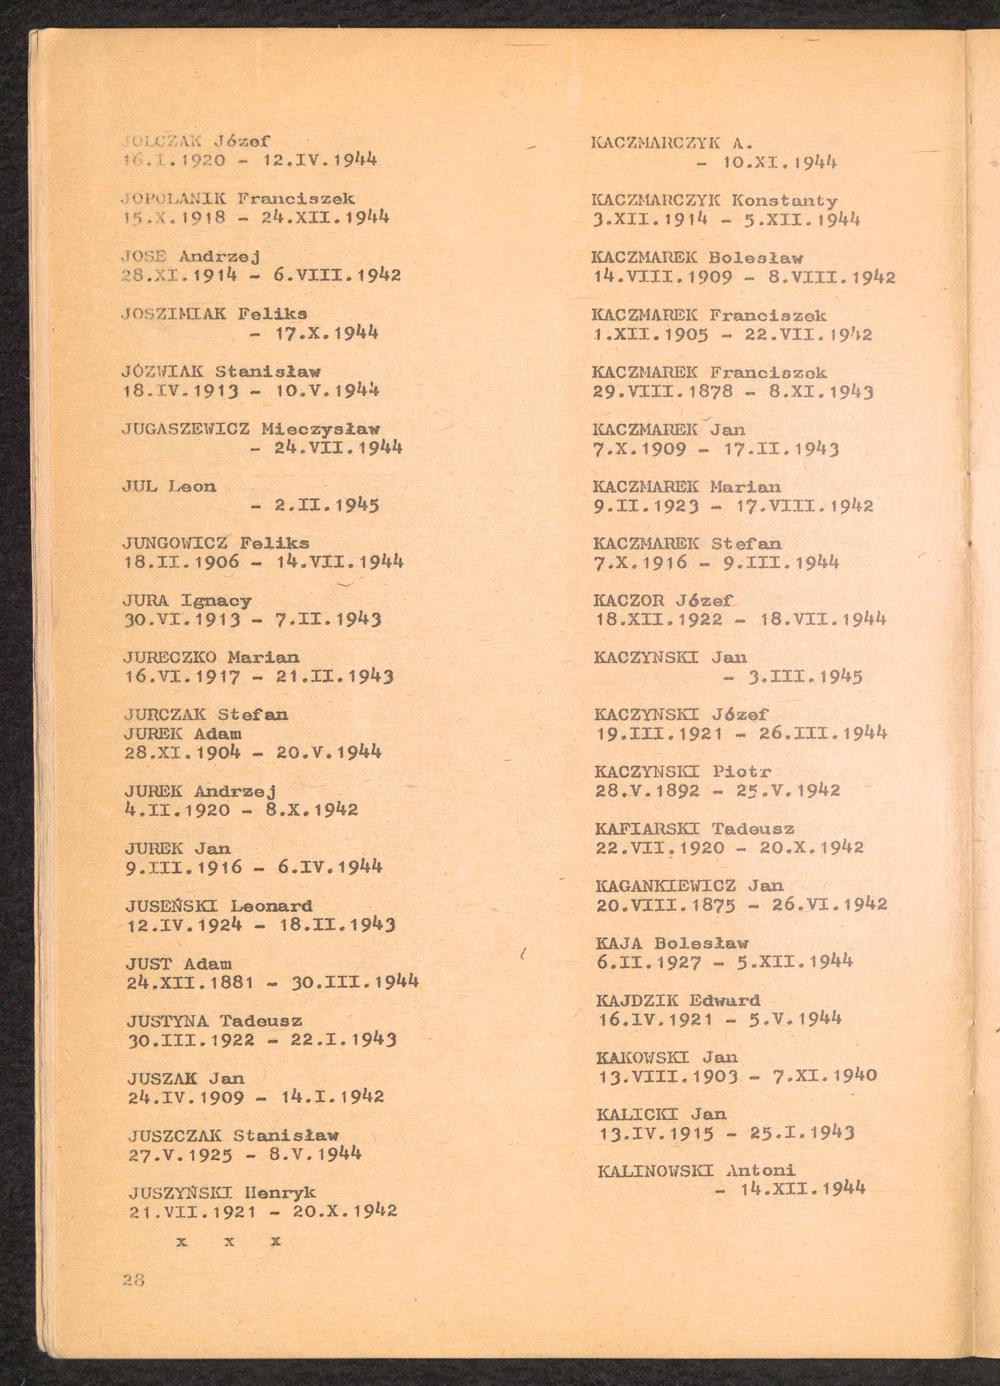 JOLCZAK Józef
16.I.1920 - 12.IV.1944
JOPOLANIK Franciszek
15.X.1918 - 24.XII.1944
JOSE Andrzej
28.XI.1914 - 6.VIII.1942
JOSZIMIAK Feliks
- 17.X.1944
JÓZWIAK Stanisław
18.IV.1913 - 10.V.1944
JUGASZEWICZ Mieczysław
- 24.VII.1944
JUL Leon
- 2.II.1945
JUNGOWICZ Feliks
18.II.1906 - 14.VII.1944
JURA Ignacy
30.VI.1913 - 7.II.1943
JURECZKO Marian
16.VI.1917 - 21.II.1943
JURCZAK Stefan
JUREK Adam
28.XI.1904 - 20.V.1944
JUREK Andrzej
4.II.1920 - 8.X.1942
JUREK Jan
9.III.1916 - 6.IV.1944
JUSEŃSKI Leonard
12.IV.1924 - 18.II.1943
JUST Adam
24.XII.1881 - 30.III.1944
JUSTYNA Tadeusz
30.III.1922 - 22.I.1943
JUSZAK Jan
24.IV.1909 - 14.I.1942
JUSZCZAK Stanisław
27.V.1925 - 8.V.1944
JUSZYŃSKI Henryk
21.VII.1921 - 20.X.1942
x x x
28
KACZMARCZYK A.
- 10.XI.1944
KACZMARCZYK Konstanty
3.XII.1914 - 5.XII.1944
KACZMAREK Bolesław
14.VIII.1909 - 8.VIII.1942
KACZMAREK Franciszek
1.XII.1905 - 22.VII.1942
KACZMAREK Franciszek
29.VIII.1878 - 8.XI.1943
KACZMAREK Jan
7.X.1909 - 17.II.1943
KACZMAREK Marian
9.II.1923 - 17.VIII.1942
KACZMAREK Stefan
7.X.1916 - 9.III.1944
KACZOR Józef
18.XII.1922 - 18.VII.1944
KACZYNSKI Jan
- 3.III.1945
KACZYNSKI Józef
19.III.1921 - 26.III.1944
KACZYNSKI Piotr
28.V.1892 - 25.V.1942
KAFIARSKI Tadeusz
22.VII.1920 - 20.X.1942
KAGANKIEWICZ Jan
20.VIII.1875 - 26.VI.1942
KAJA Bolesław
6.II.1927 - 5.XII.1944
KAJDZIK Edward
16.IV.1921 - 5.V.1944
KAKOWSKI Jan
13.VIII.1903 - 7.XI.1940
KALICKI Jan
13.IV.1915 - 25.I.1943
KALINOWSKI Antoni
- 14.XII.1944